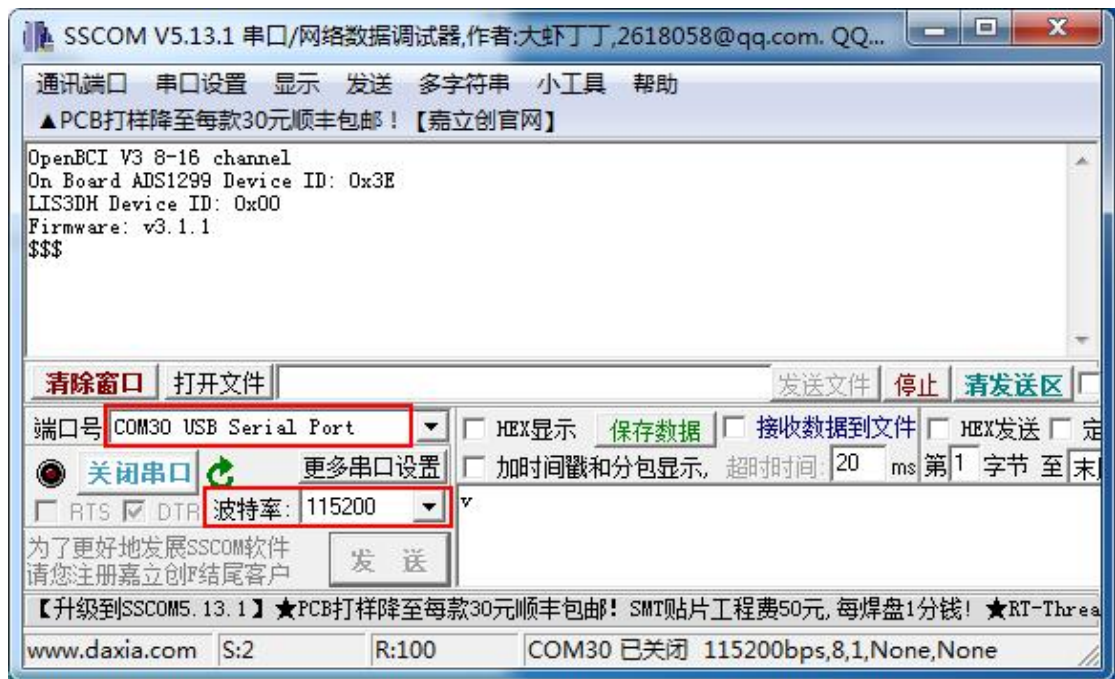 SSCOM V5.13.1 串口/网络数据调试器,作者:大虾丁丁,2618058@qq.com. QQ...
通讯端口 串口设置 显示 发送 多字符串 小工具 帮助
▲PCB打样降至每款30元顺丰包邮！【嘉立创官网】
OpenBCI V3 8-16 channel
On Board ADS1299 Device ID: 0x3E
LIS3DH Device ID: 0x00
Firmware: v3.1.1
$$$
清除窗口 打开文件 发送文件 停止 清发送区
端口号 COM30 USB Serial Port HEX显示 保存数据 接收数据到文件 HEX发送 定
关闭串口 更多串口设置 加时间戳和分包显示, 超时时间: 20 ms 第 1 字节 至 末
RTS DTR 波特率: 115200 v
为了更好地发展SSCOM软件
请您注册嘉立创F结尾客户
发 送
【升级到SSCOM5.13.1】★PCB打样降至每款30元顺丰包邮! SMT贴片工程费50元,每焊盘1分钱! ★RT-Threa
www.daxia.com S:2 R:100 COM30 已关闭 115200bps,8,1,None,None